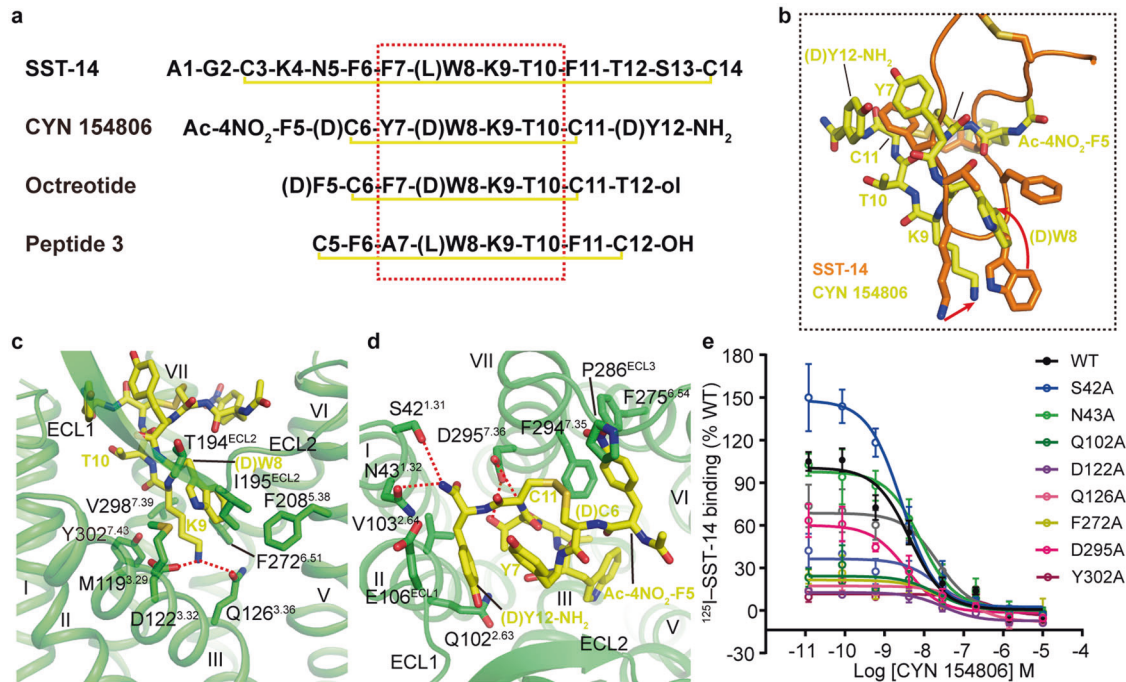 a
SST-14 A1-G2-C3-K4-N5-F6-F7-(L)W8-K9-T10-F11-T12-S13-C14
CYN 154806 Ac-4NO2-F5-(D)C6-Y7-(D)W8-K9-T10-C11-(D)Y12-NH2
Octreotide (D)F5-C6-F7-(D)W8-K9-T10-C11-T12-ol
Peptide 3 C5-F6-A7-(L)W8-K9-T10-F11-C12-OH
b
(D)Y12-NH2
Y7
Ac-4NO2-F5
C11
T10
K9
(D)W8
SST-14
CYN 154806
c
VII
VI
ECL1
T194ECL2
ECL2
T10
(D)W8
I195ECL2
V2987.39
F2085.38
Y3027.43
K9
F2726.51
M1193.29
I
II
D1223.32
Q1263.36
V
III
d
VII
P286ECL3
F2756.54
S421.31
D2957.36
F2947.35
I
N431.32
VI
C11
(D)C6
V1032.64
Y7
II
III
Ac-4NO2-F5
E106ECL1
(D)Y12-NH2
V
Q1022.63
ECL2
ECL1
e
125I–SST-14 binding (% WT)
180
150
120
90
60
30
0
-30
-11 -10 -9 -8 -7 -6 -5 -4
Log [CYN 154806] M
WT
S42A
N43A
Q102A
D122A
Q126A
F272A
D295A
Y302A